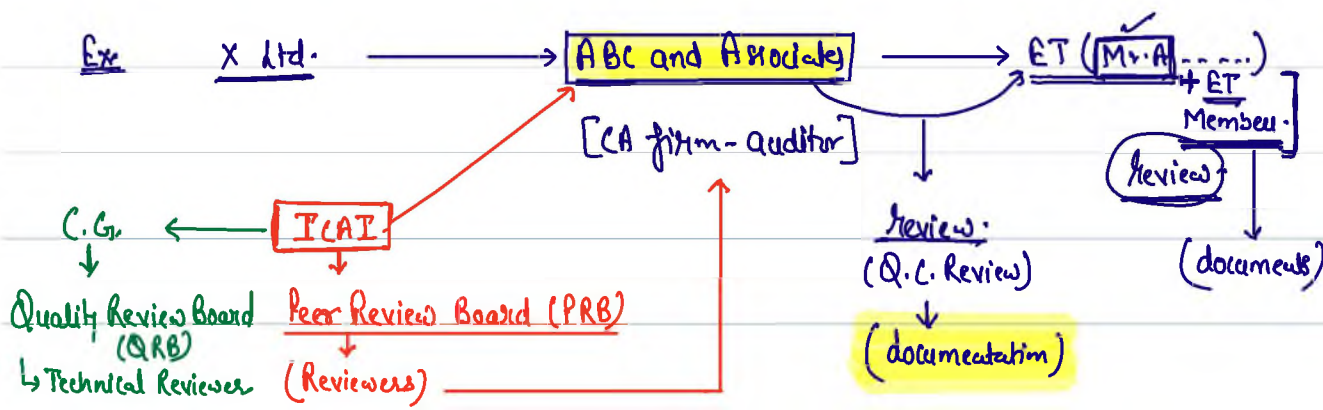 Ex X Ltd. ABC and Associates ET (Mr. A .....)
+ ET
Member.
[CA firm - auditor]
review
C.G. ICAI review.
(Q.C. Review) (documents)
Quality Review Board Peer Review Board (PRB)
(QRB) (documentation)
↳ Technical Reviewer (Reviewers)